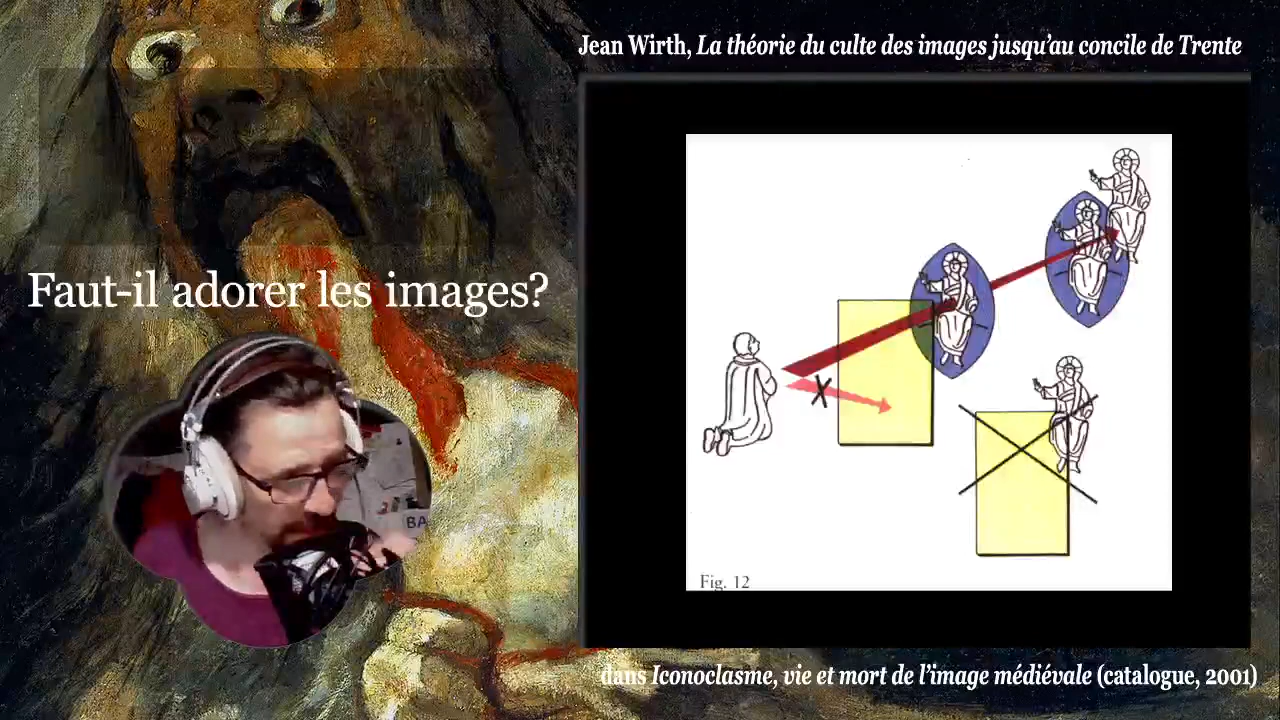 Jean Wirth, La théorie du culte des images jusqu'au concile de Trente
Faut-il adorer les images?
BA
Fig. 12
dans Iconoclasme, vie et mort de l'image médiévale (catalogue, 2001)